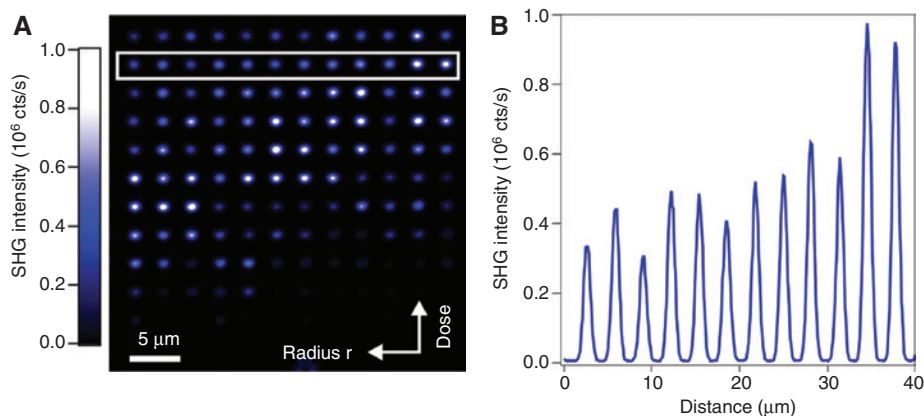 A
1.0
0.8
0.6
0.4
0.2
0.0
SHG intensity (10⁶ cts/s)
5 μm
Radius r
Dose
B
1.0
0.8
0.6
0.4
0.2
0.0
SHG intensity (10⁶ cts/s)
0 10 20 30 40
Distance (μm)